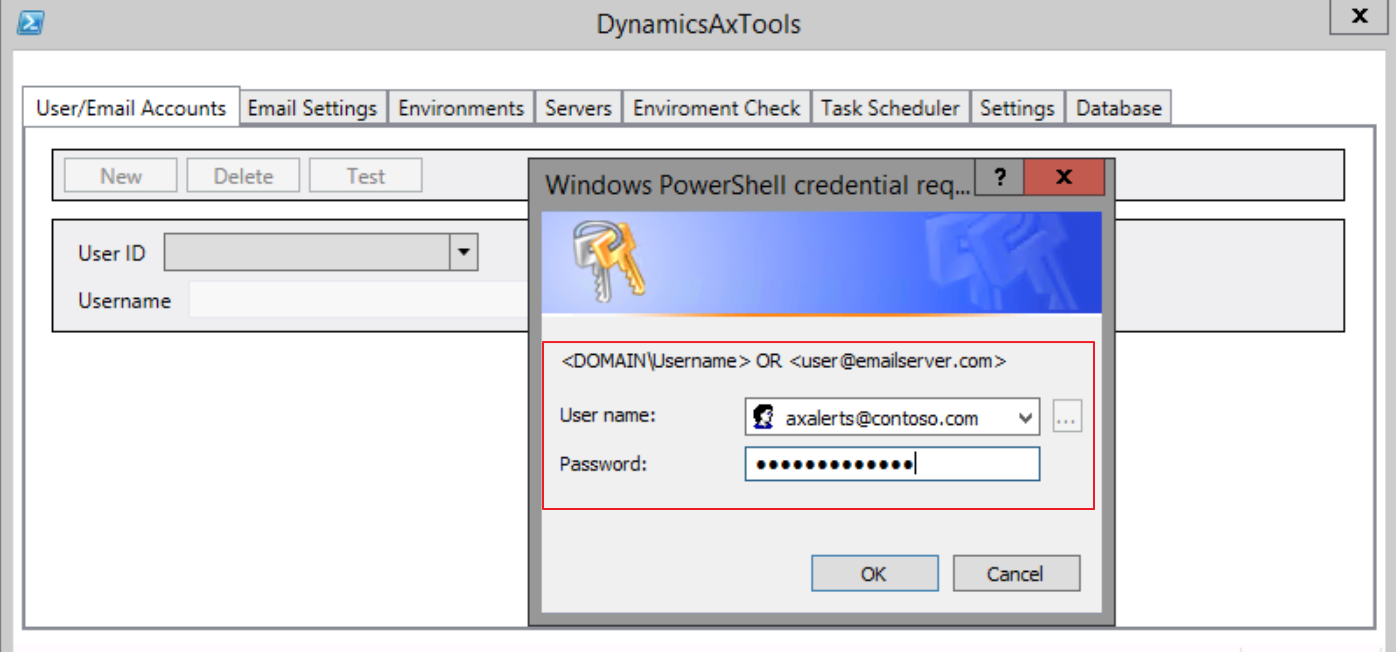 DynamicsAxTools
x
User/Email Accounts Email Settings Environments Servers Enviroment Check Task Scheduler Settings Database
New Delete Test
Windows PowerShell credential req... ? x
User ID
Username
<DOMAIN\Username> OR <user@emailserver.com>
User name: axalerts@contoso.com ...
Password: •••••••••••••
OK Cancel